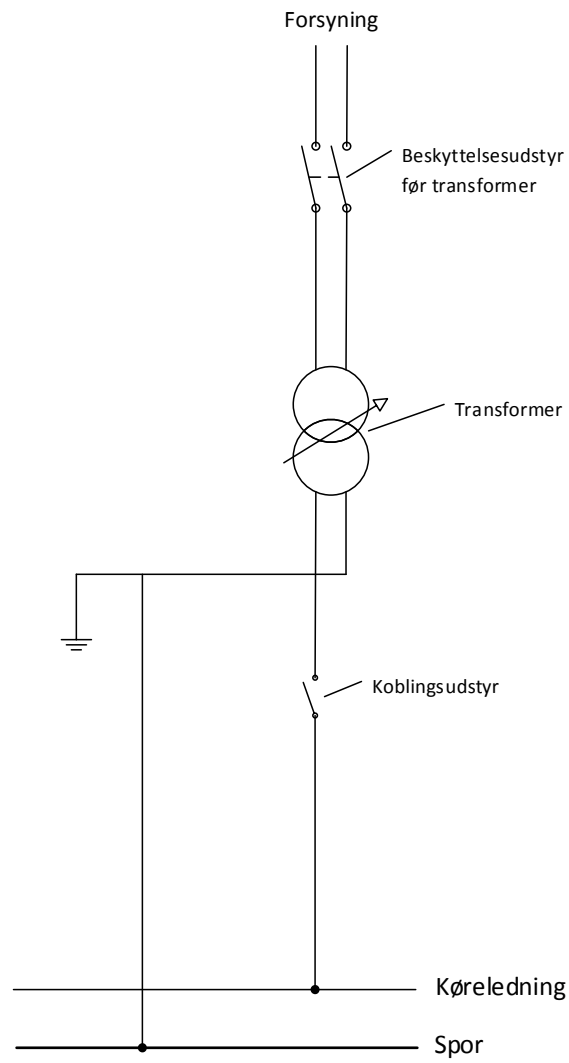 Forsyning
Beskyttelsesudstyr
før transformer
Transformer
Koblingsudstyr
Køreledning
Spor